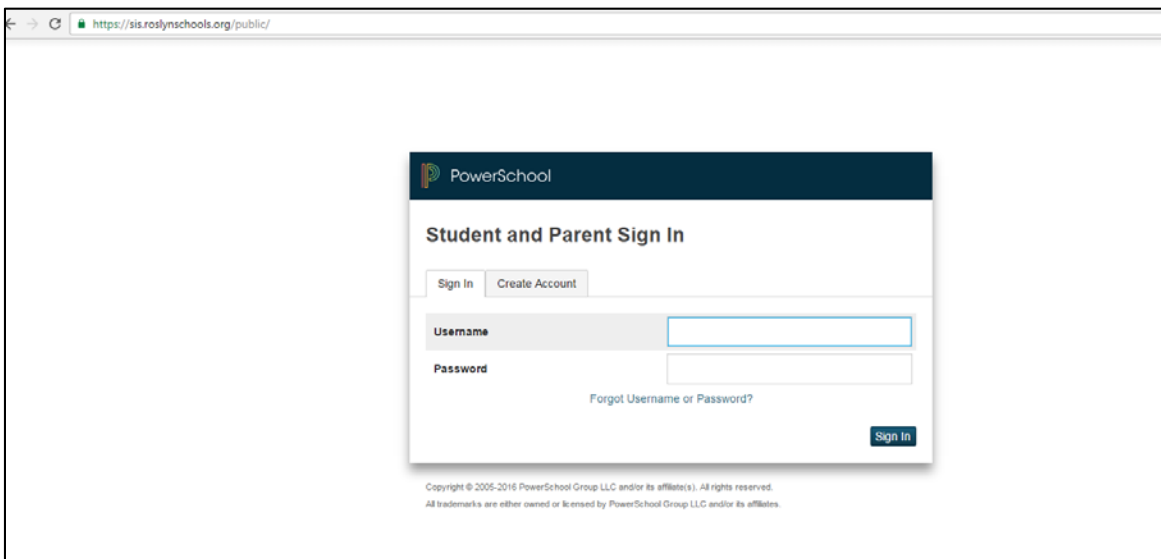 https://sis.roslynschools.org/public/
PowerSchool
Student and Parent Sign In
Sign In Create Account
Username
Password
Forgot Username or Password?
Sign In
Copyright © 2005-2016 PowerSchool Group LLC and/or its affiliate(s). All rights reserved.
All trademarks are either owned or licensed by PowerSchool Group LLC and/or its affiliates.